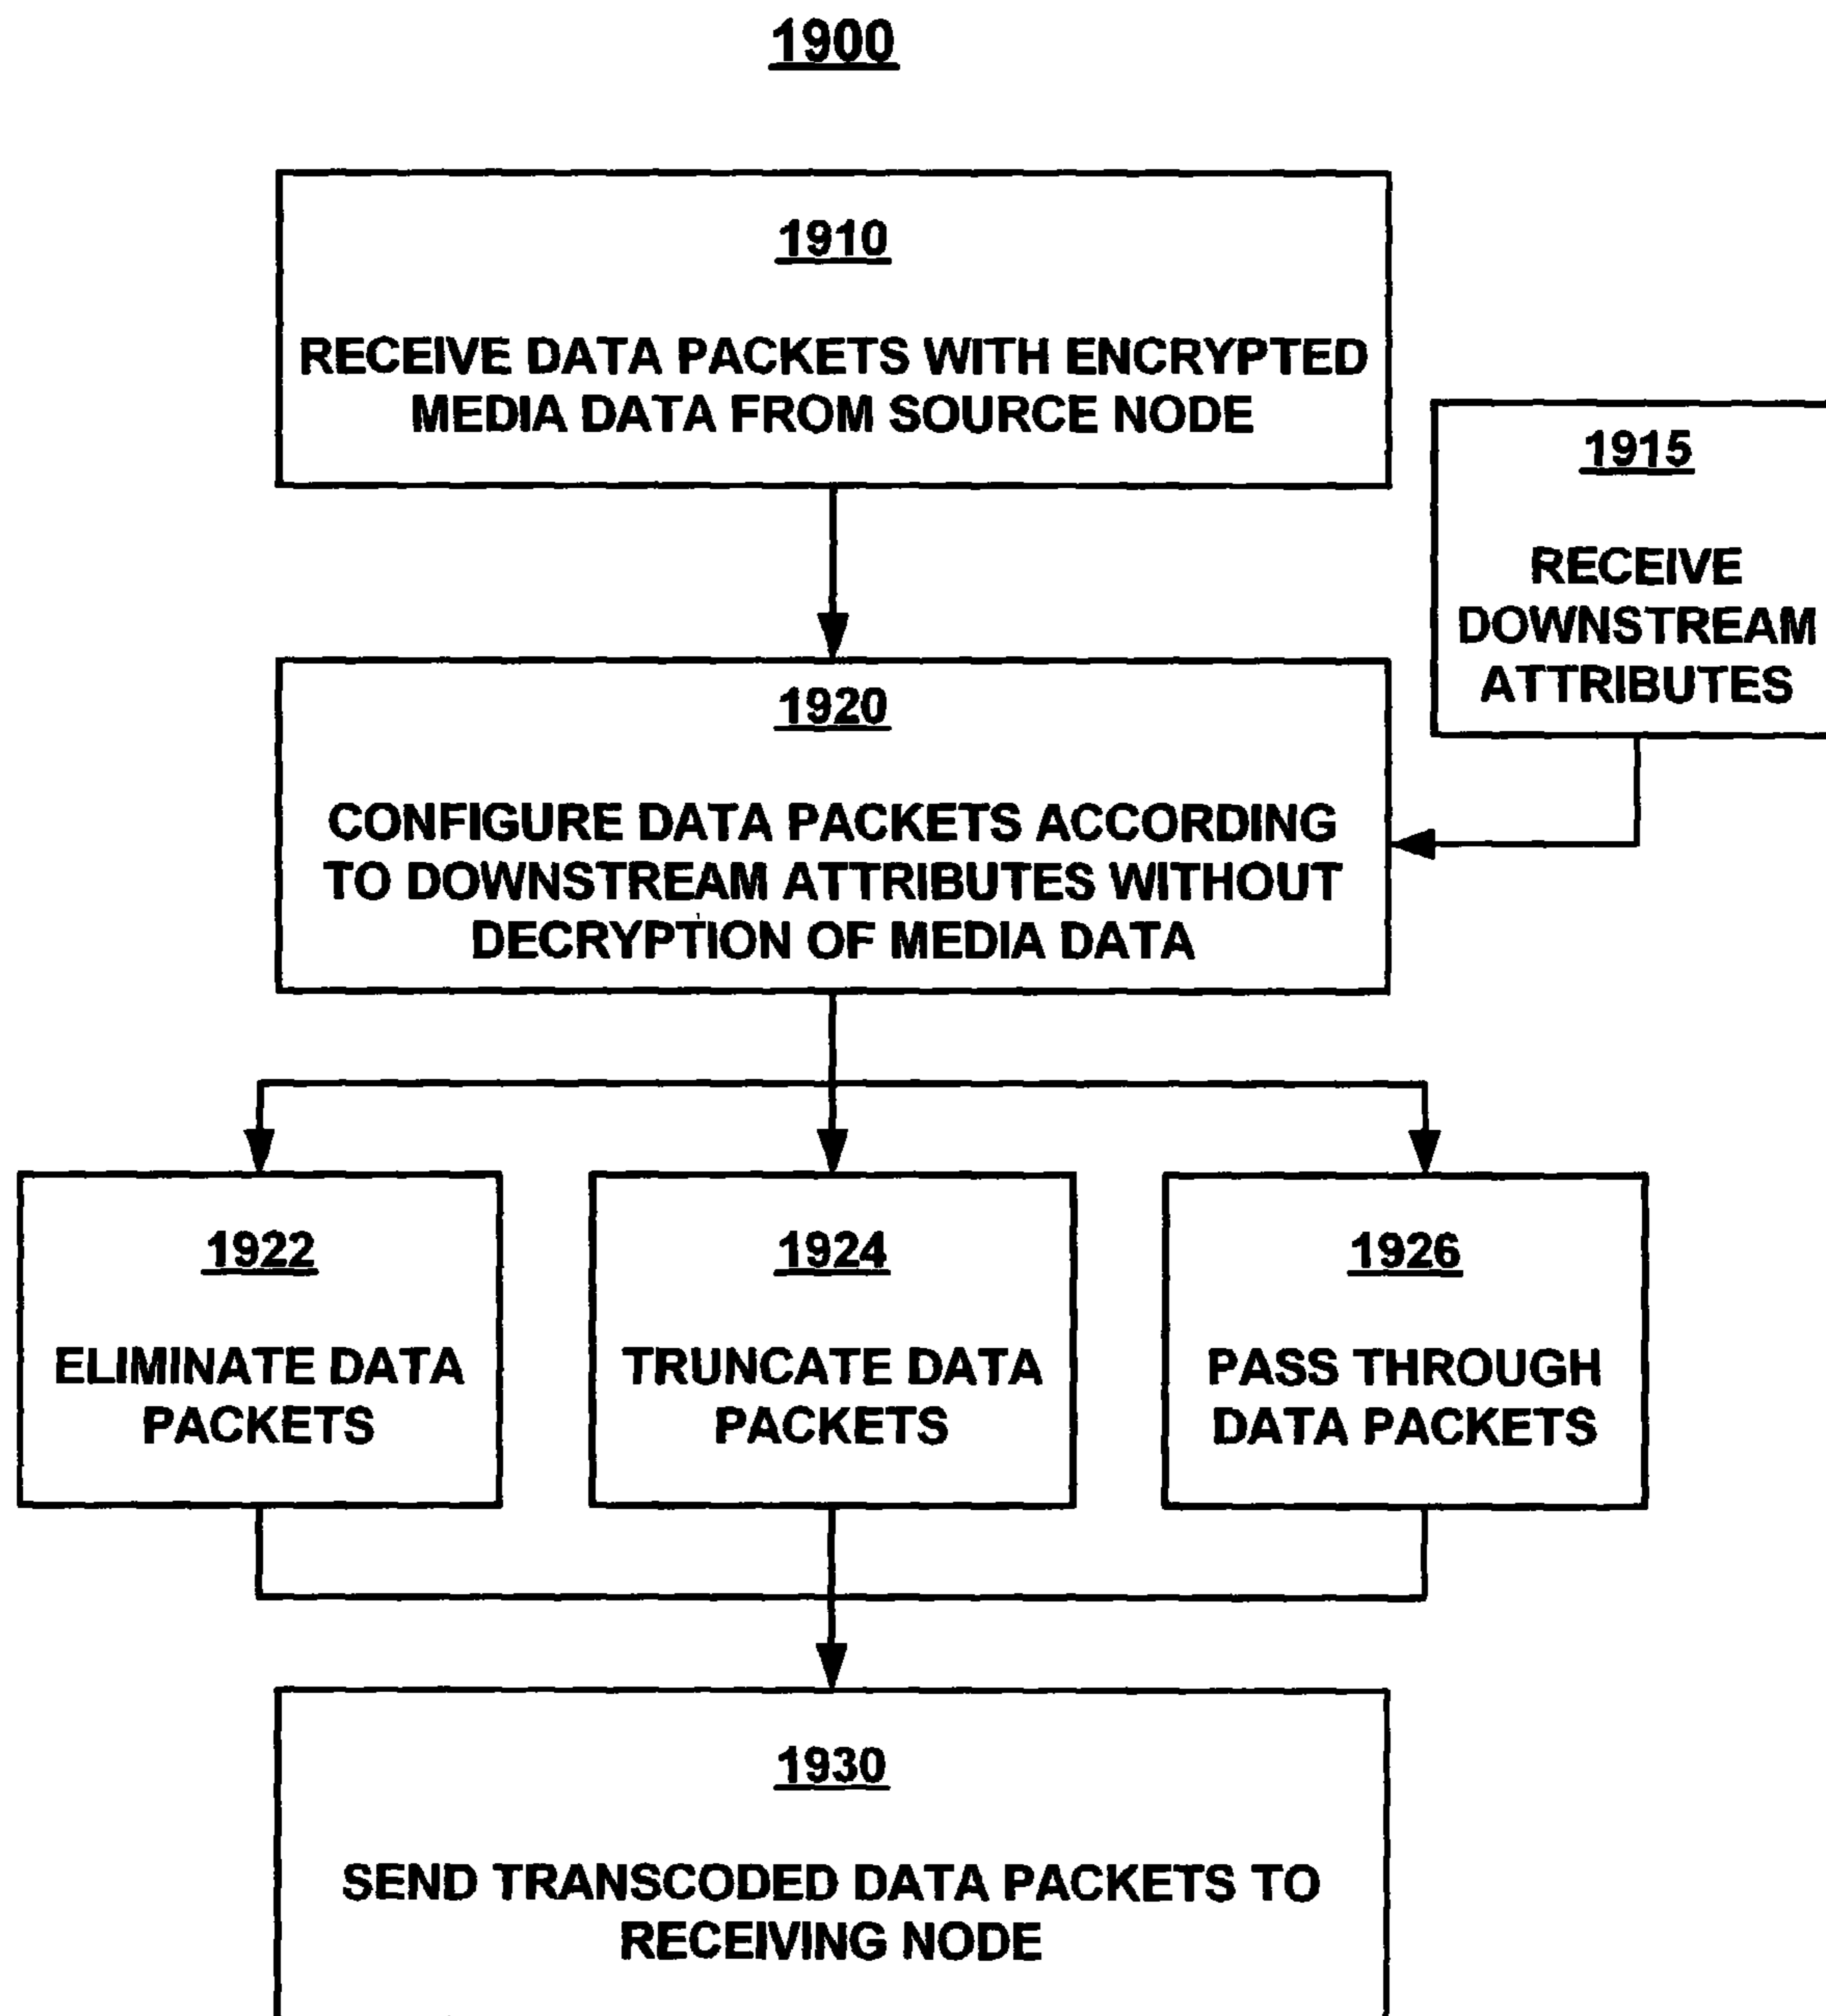 1900
1910
RECEIVE DATA PACKETS WITH ENCRYPTED
MEDIA DATA FROM SOURCE NODE
1915
RECEIVE
DOWNSTREAM
ATTRIBUTES
1920
CONFIGURE DATA PACKETS ACCORDING
TO DOWNSTREAM ATTRIBUTES WITHOUT
DECRYPTION OF MEDIA DATA
1922
ELIMINATE DATA
PACKETS
1924
TRUNCATE DATA
PACKETS
1926
PASS THROUGH
DATA PACKETS
1930
SEND TRANSCODED DATA PACKETS TO
RECEIVING NODE